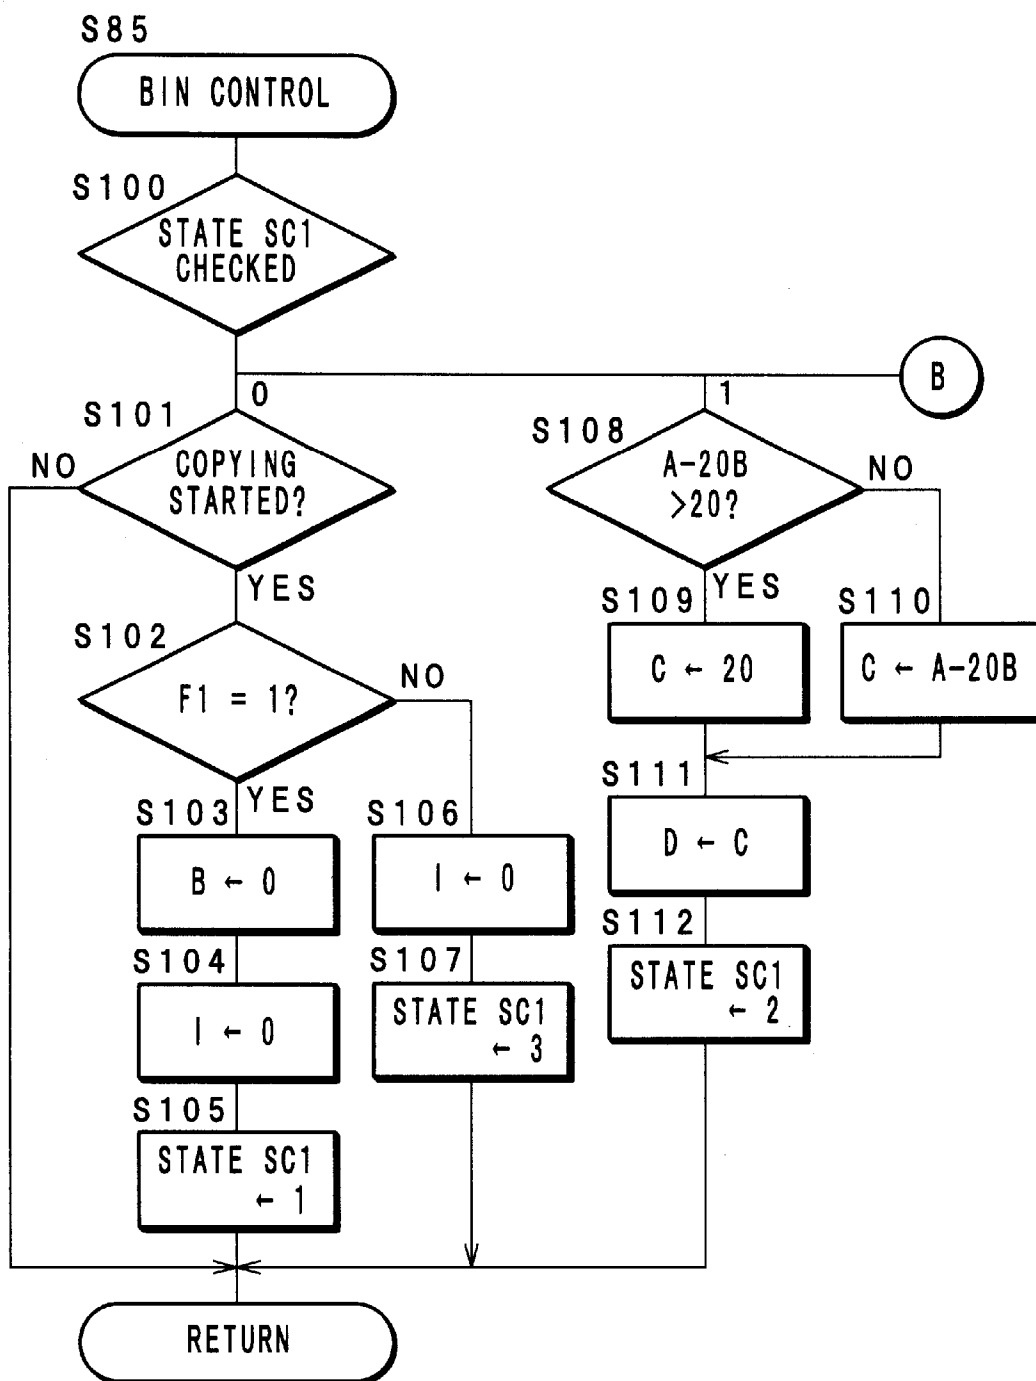 S85
BIN CONTROL
S100
STATE SC1
CHECKED
B
0
1
S101
NO
COPYING
STARTED?
YES
S108
A-20B
>20?
NO
YES
S102
F1 = 1?
NO
YES
S109
C ← 20
S110
C ← A-20B
S103
B ← 0
S106
I ← 0
S111
D ← C
S104
I ← 0
S107
STATE SC1
← 3
S112
STATE SC1
← 2
S105
STATE SC1
← 1
RETURN